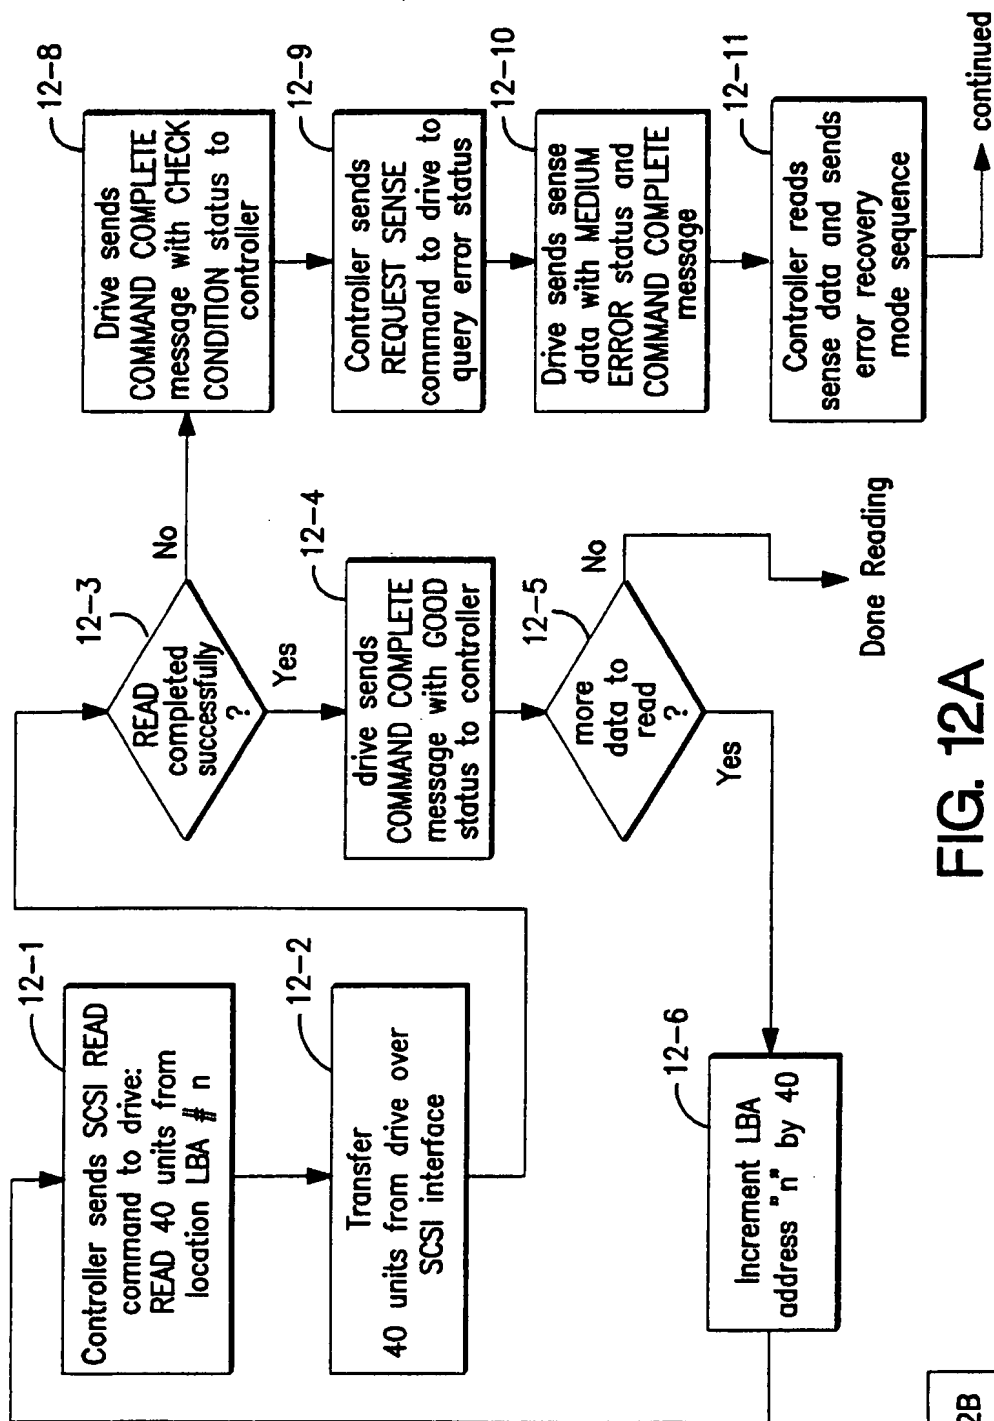 12-1
Controller sends SCSI READ
command to drive:
READ 40 units from
location LBA # n
12-2
Transfer
40 units from drive over
SCSI interface
12-3
READ
completed
successfully
?
No
Yes
12-4
drive sends
COMMAND COMPLETE
message with GOOD
status to controller
12-5
more
data to
read
?
No
Yes
Done Reading
12-6
Increment LBA
address "n" by 40
12-8
Drive sends
COMMAND COMPLETE
message with CHECK
CONDITION status to
controller
12-9
Controller sends
REQUEST SENSE
command to drive to
query error status
12-10
Drive sends sense
data with MEDIUM
ERROR status and
COMMAND COMPLETE
message
12-11
Controller reads
sense data and sends
error recovery
mode sequence
continued
FIG. 12A
2B